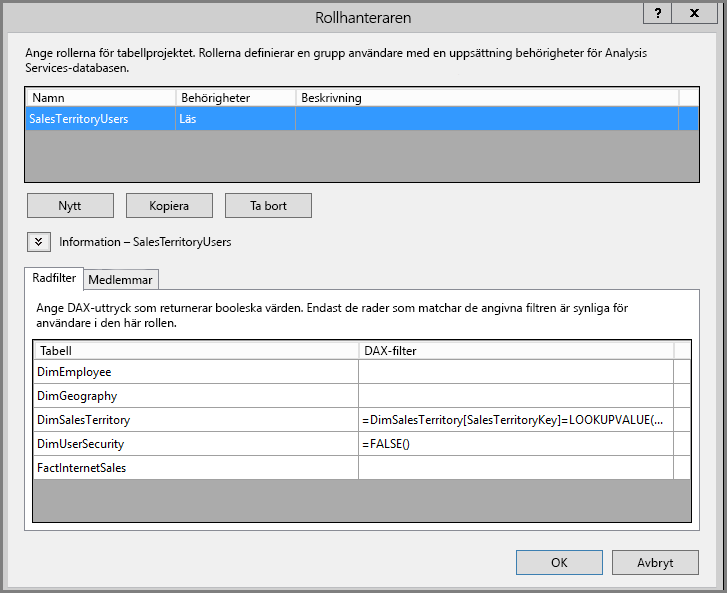 Rollhanteraren
? x
Ange rollerna för tabellprojektet. Rollerna definierar en grupp användare med en uppsättning behörigheter för Analysis
Services-databasen.
Namn Behörigheter Beskrivning
SalesTerritoryUsers Läs
Nytt Kopiera Ta bort
Information – SalesTerritoryUsers
Radfilter Medlemmar
Ange DAX-uttryck som returnerar booleska värden. Endast de rader som matchar de angivna filtren är synliga för
användare i den här rollen.
Tabell DAX-filter
DimEmployee
DimGeography
DimSalesTerritory =DimSalesTerritory[SalesTerritoryKey]=LOOKUPVALUE(...
DimUserSecurity =FALSE()
FactInternetSales
OK Avbryt